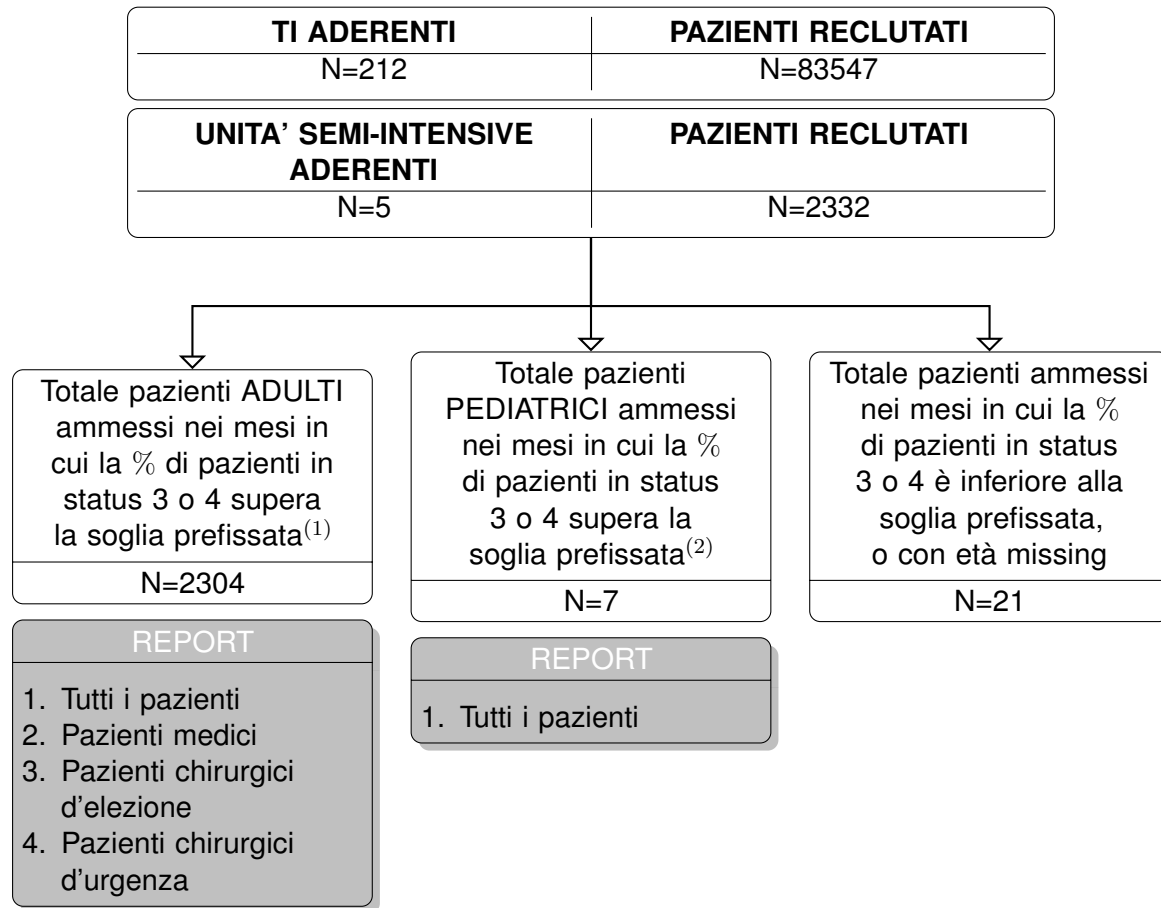 TI ADERENTI PAZIENTI RECLUTATI
N=212 N=83547
UNITA' SEMI-INTENSIVE PAZIENTI RECLUTATI
ADERENTI
N=5 N=2332
Totale pazienti ADULTI
ammessi nei mesi in
cui la % di pazienti in
status 3 o 4 supera
la soglia prefissata(1)
N=2304
REPORT
1. Tutti i pazienti
2. Pazienti medici
3. Pazienti chirurgici
d'elezione
4. Pazienti chirurgici
d'urgenza
Totale pazienti
PEDIATRICI ammessi
nei mesi in cui la %
di pazienti in status
3 o 4 supera la
soglia prefissata(2)
N=7
REPORT
1. Tutti i pazienti
Totale pazienti ammessi
nei mesi in cui la %
di pazienti in status
3 o 4 è inferiore alla
soglia prefissata,
o con età missing
N=21